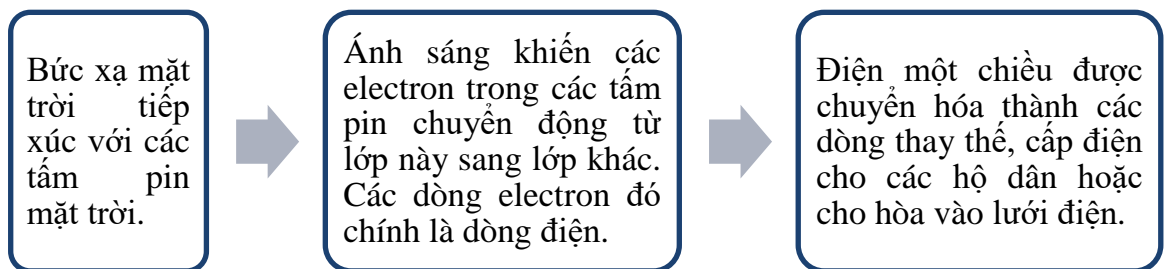 Bức xạ mặt
trời tiếp
xúc với các
tấm pin
mặt trời.
Ánh sáng khiến các
electron trong các tấm
pin chuyển động từ
lớp này sang lớp khác.
Các dòng electron đó
chính là dòng điện.
Điện một chiều được
chuyển hóa thành các
dòng thay thế, cấp điện
cho các hộ dân hoặc
cho hòa vào lưới điện.